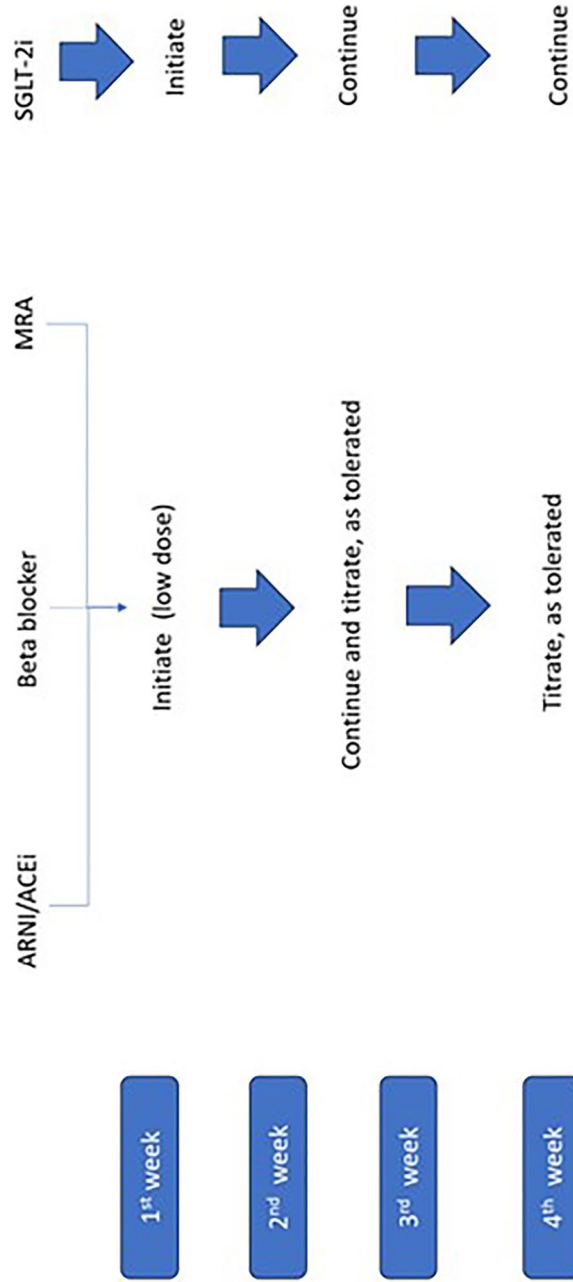 ARNI/ACEi
Beta blocker
MRA
SGLT-2i
1st week
Initiate (low dose)
Initiate
2nd week
3rd week
Continue and titrate, as tolerated
Continue
4th week
Titrate, as tolerated
Continue